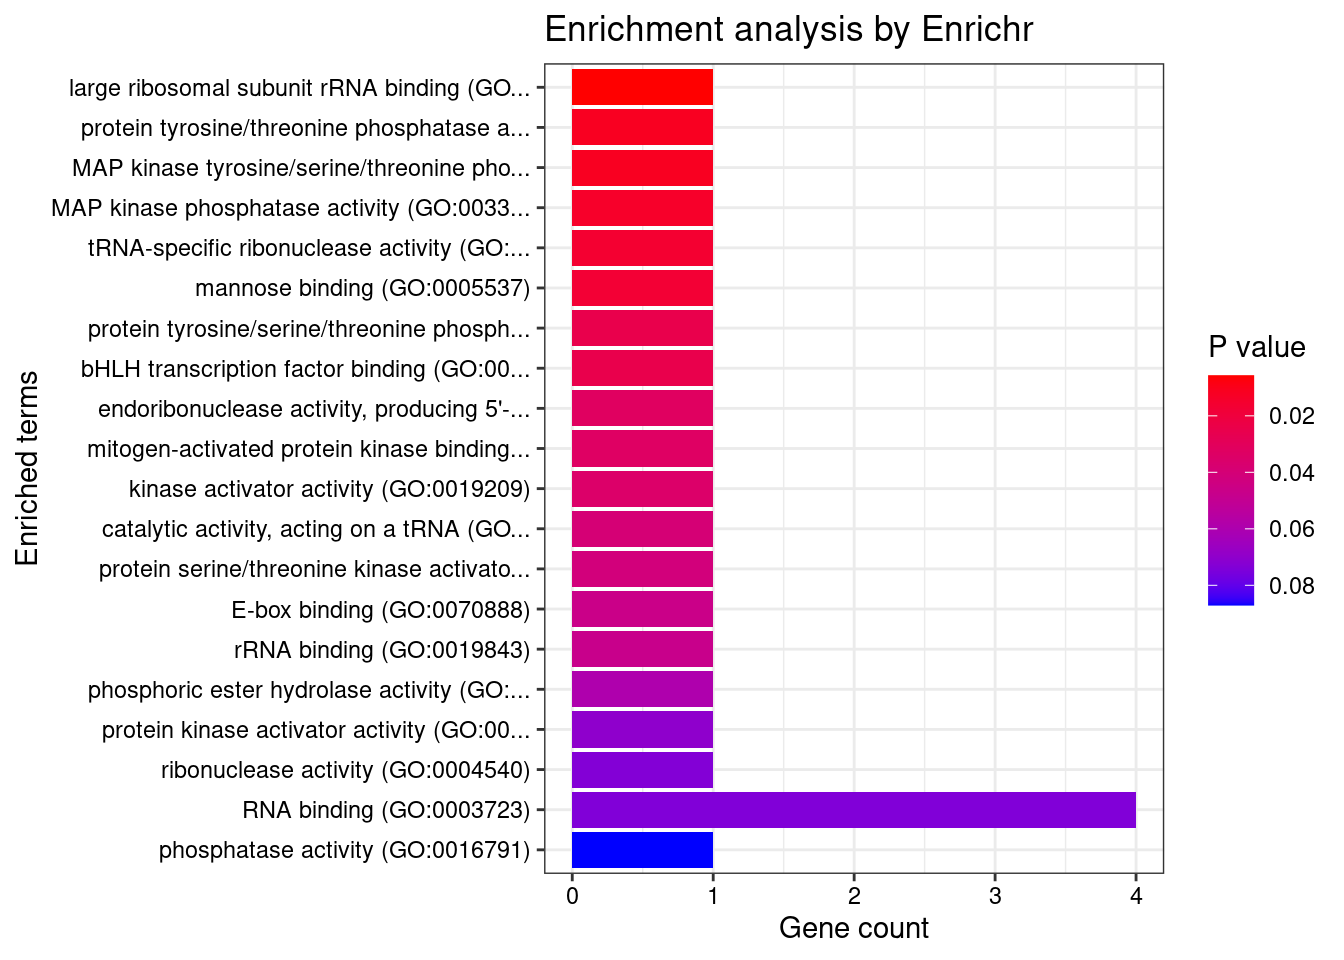 Enrichment analysis by Enrichr
Enriched terms
large ribosomal subunit rRNA binding (GO...
protein tyrosine/threonine phosphatase a...
MAP kinase tyrosine/serine/threonine pho...
MAP kinase phosphatase activity (GO:0033...
tRNA-specific ribonuclease activity (GO:...
mannose binding (GO:0005537)
protein tyrosine/serine/threonine phosph...
bHLH transcription factor binding (GO:00...
endoribonuclease activity, producing 5'-...
mitogen-activated protein kinase binding...
kinase activator activity (GO:0019209)
catalytic activity, acting on a tRNA (GO...
protein serine/threonine kinase activato...
E-box binding (GO:0070888)
rRNA binding (GO:0019843)
phosphoric ester hydrolase activity (GO:...
protein kinase activator activity (GO:00...
ribonuclease activity (GO:0004540)
RNA binding (GO:0003723)
phosphatase activity (GO:0016791)
0 1 2 3 4
Gene count
P value
0.02
0.04
0.06
0.08